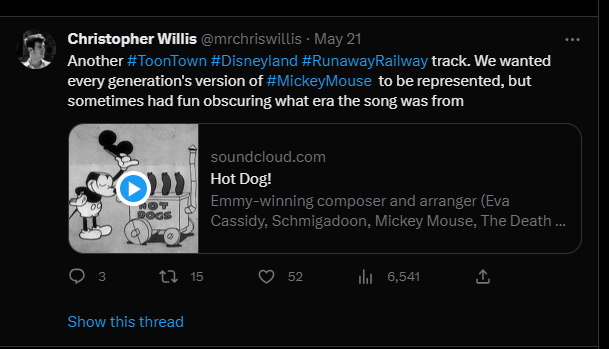 Christopher Willis @mrchriswillis · May 21
Another #ToonTown #Disneyland #RunawayRailway track. We wanted
every generation's version of #MickeyMouse to be represented, but
sometimes had fun obscuring what era the song was from
soundcloud.com
Hot Dog!
Emmy-winning composer and arranger (Eva
Cassidy, Schmigadoon, Mickey Mouse, The Death ...
HOT
DOGS
3 15 52 6,541
Show this thread